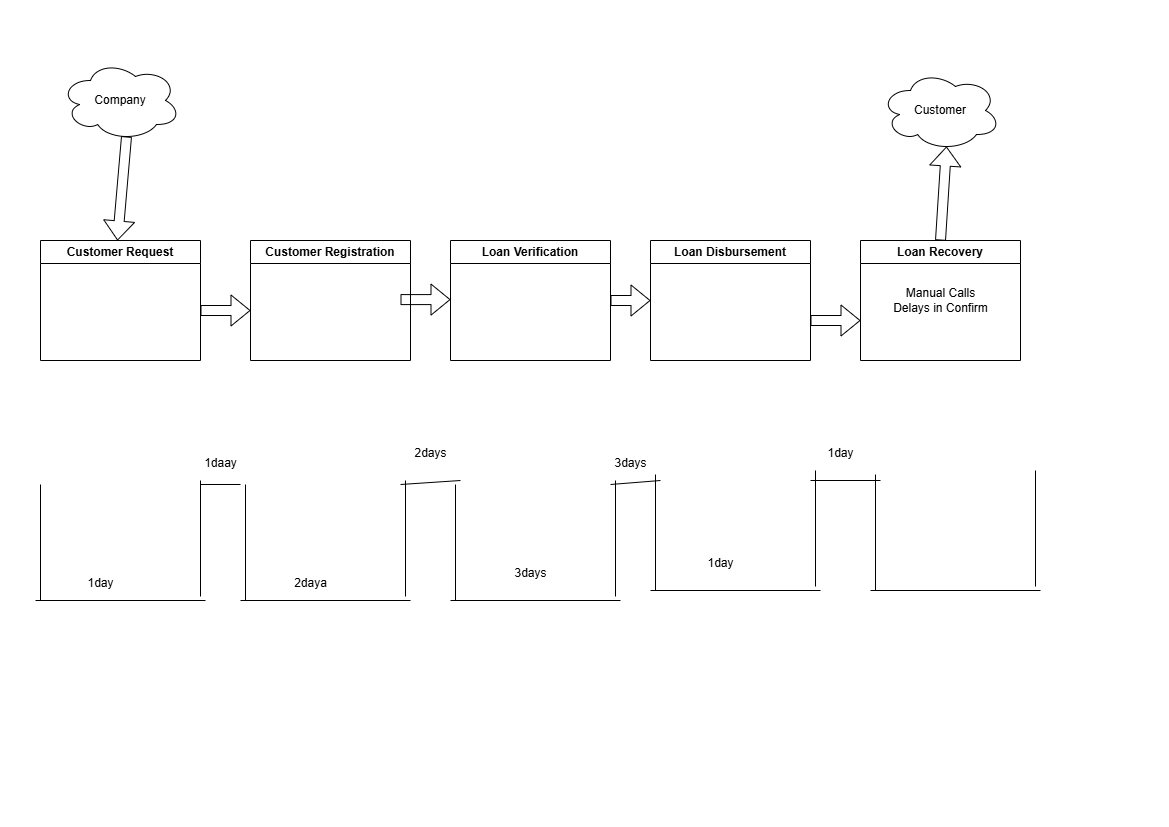 Company
Customer
Customer Request
Customer Registration
Loan Verification
Loan Disbursement
Loan Recovery
Manual Calls
Delays in Confirm
1daay
2days
3days
1day
1day
2daya
3days
1day